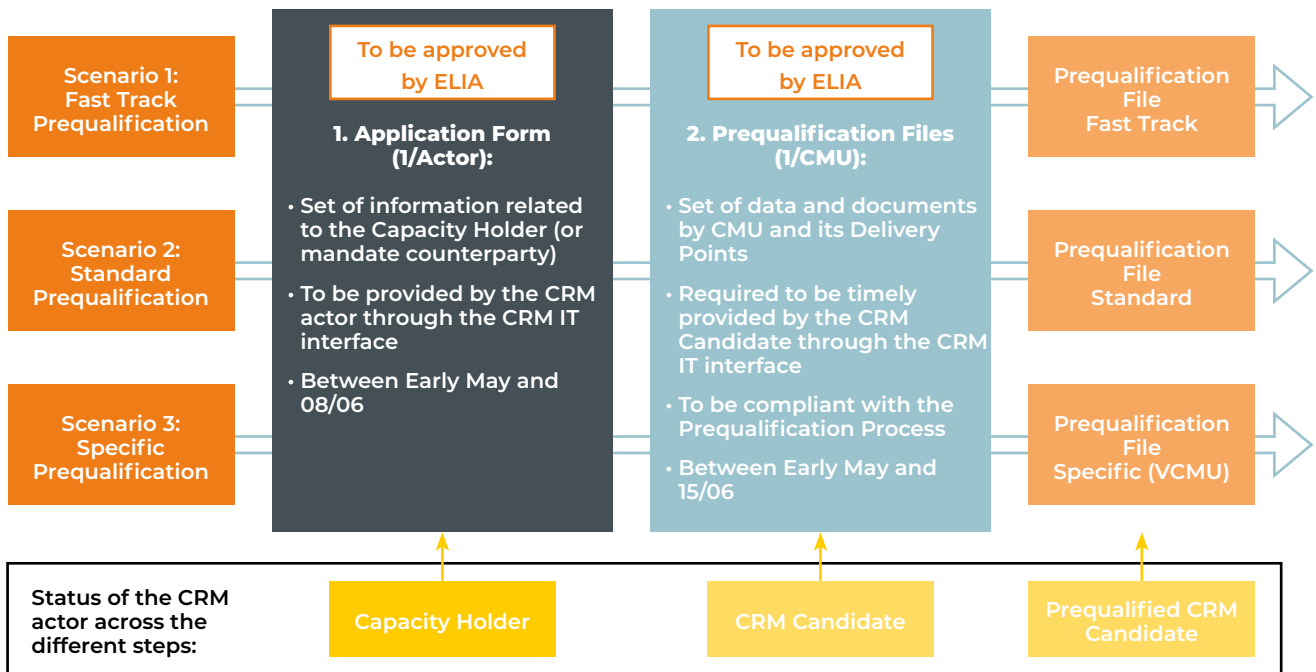 Scenario 1:
Fast Track
Prequalification
Scenario 2:
Standard
Prequalification
Scenario 3:
Specific
Prequalification
To be approved
by ELIA
1. Application Form
(1/Actor):
• Set of information related
to the Capacity Holder (or
mandate counterparty)
• To be provided by the CRM
actor through the CRM IT
interface
• Between Early May and
08/06
To be approved
by ELIA
2. Prequalification Files
(1/CMU):
• Set of data and documents
by CMU and its Delivery
Points
• Required to be timely
provided by the CRM
Candidate through the CRM
IT interface
• To be compliant with the
Prequalification Process
• Between Early May and
15/06
Prequalification
File
Fast Track
Prequalification
File
Standard
Prequalification
File
Specific (VCMU)
Status of the CRM
actor across the
different steps:
Capacity Holder
CRM Candidate
Prequalified CRM
Candidate